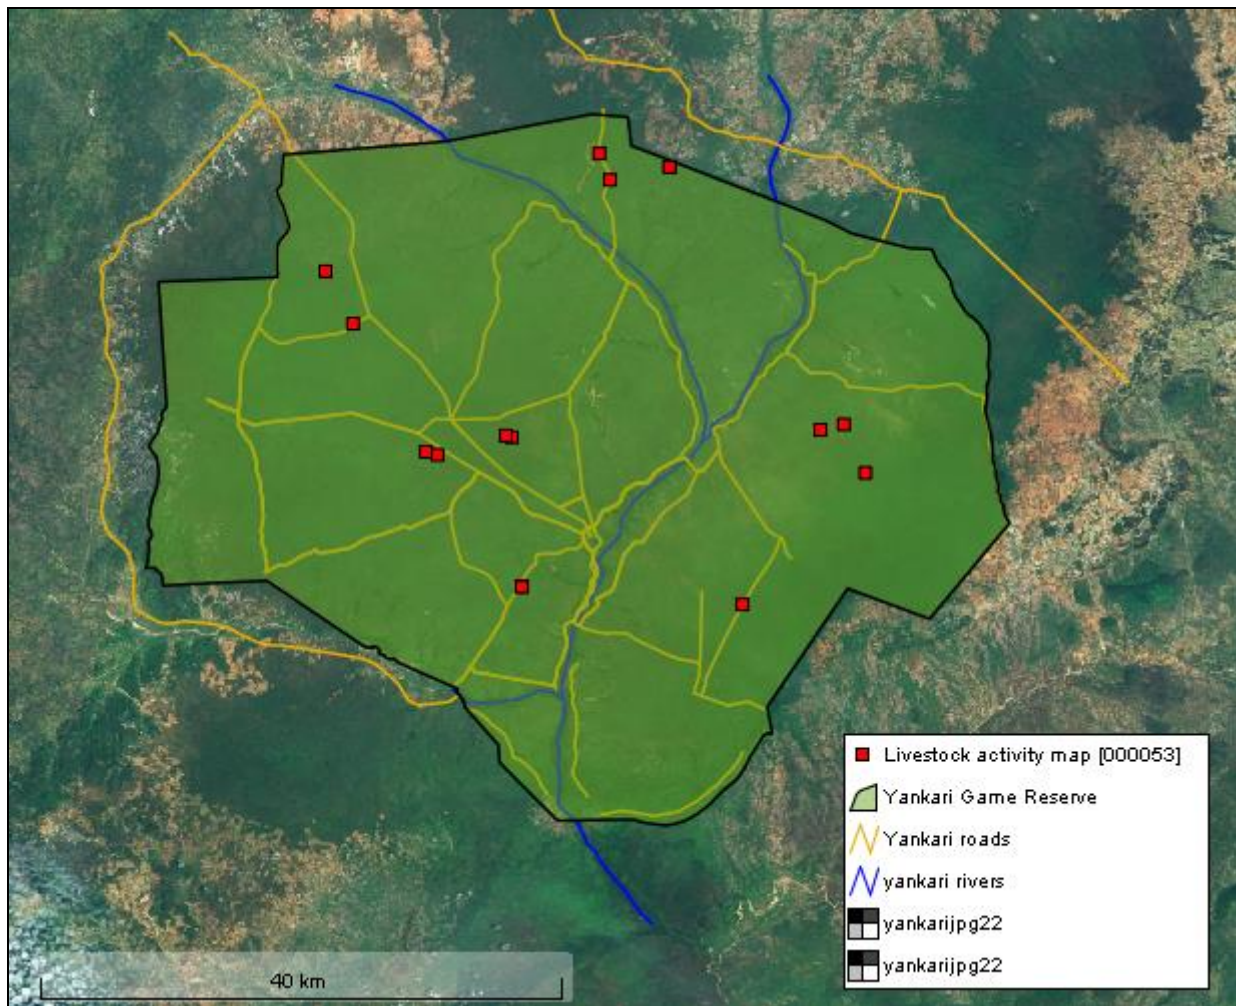 Livestock activity map [000053]
Yankari Game Reserve
Yankari roads
yankari rivers
yankarijpg22
yankarijpg22
40 km